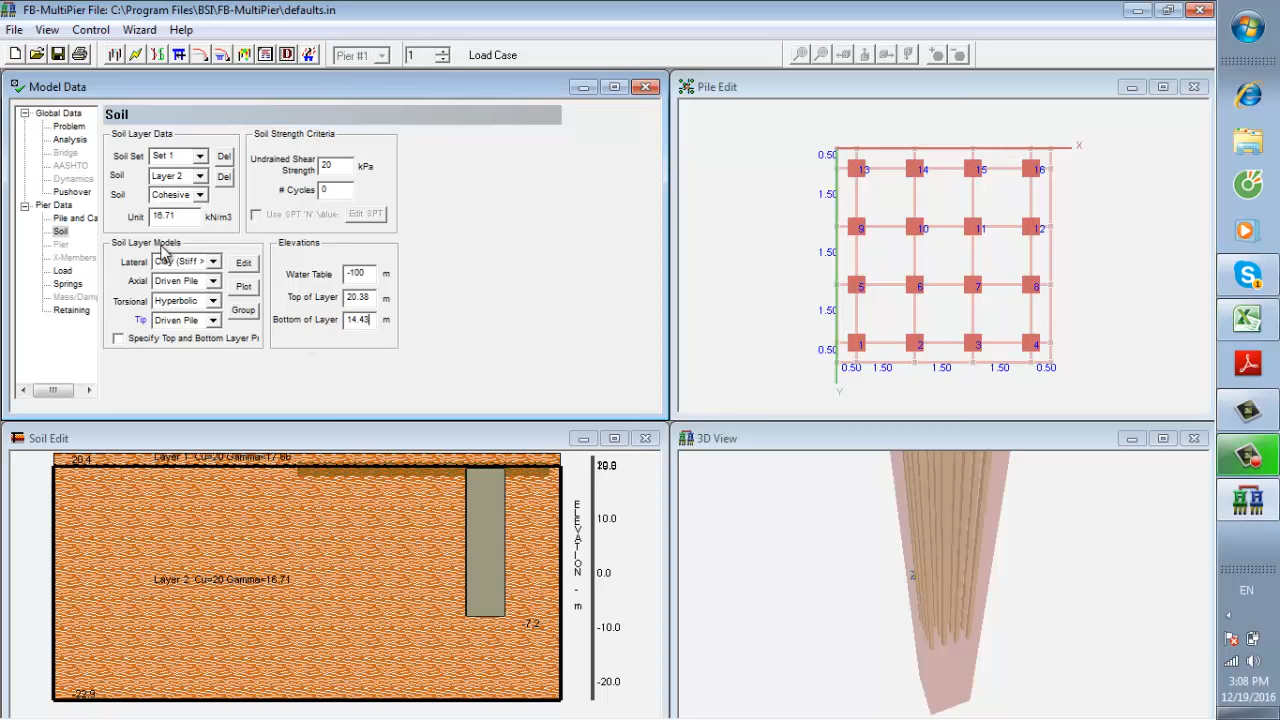 FB-MultiPier File: C:\Program Files\BSI\FB-MultiPier\defaults.in
File View Control Wizard Help
Pier #1 1 Load Case
Model Data
Global Data
Problem
Analysis
Bridge
AASHTO
Dynamics
Pushover
Pier Data
Pile and Ca
Soil
Pier
X-Members
Load
Springs
Mass/Damp
Retaining
Soil
Soil Layer Data
Soil Set Set 1 Del
Soil Layer 2 Del
Soil Cohesive
Unit 16.71 kN/m3
Soil Strength Criteria
Undrained Shear
Strength 20 kPa
# Cycles 0
Use SPT 'N' Value Edit SPT
Soil Layer Models
Lateral Clay (Stiff > Edit
Axial Driven Pile Plot
Torsional Hyperbolic
Group
Tip Driven Pile
Specify Top and Bottom Layer Pr
Elevations
Water Table -100 m
Top of Layer 20.38 m
Bottom of Layer 14.43 m
Pile Edit
X
0.50
13 14 15 16
1.50
9 10 11 12
1.50
5 6 7 8
1.50
1 2 3 4
0.50
0.50 1.50 1.50 1.50 0.50
Y
Soil Edit
20.4 Layer 1 Cu=20 Gamma=17.66
Layer 2 Cu=20 Gamma=16.71
-7.2
-22.9
ELEVATION - m
10.0
0.0
-10.0
-20.0
3D View
Z
EN
3:08 PM
12/19/2016